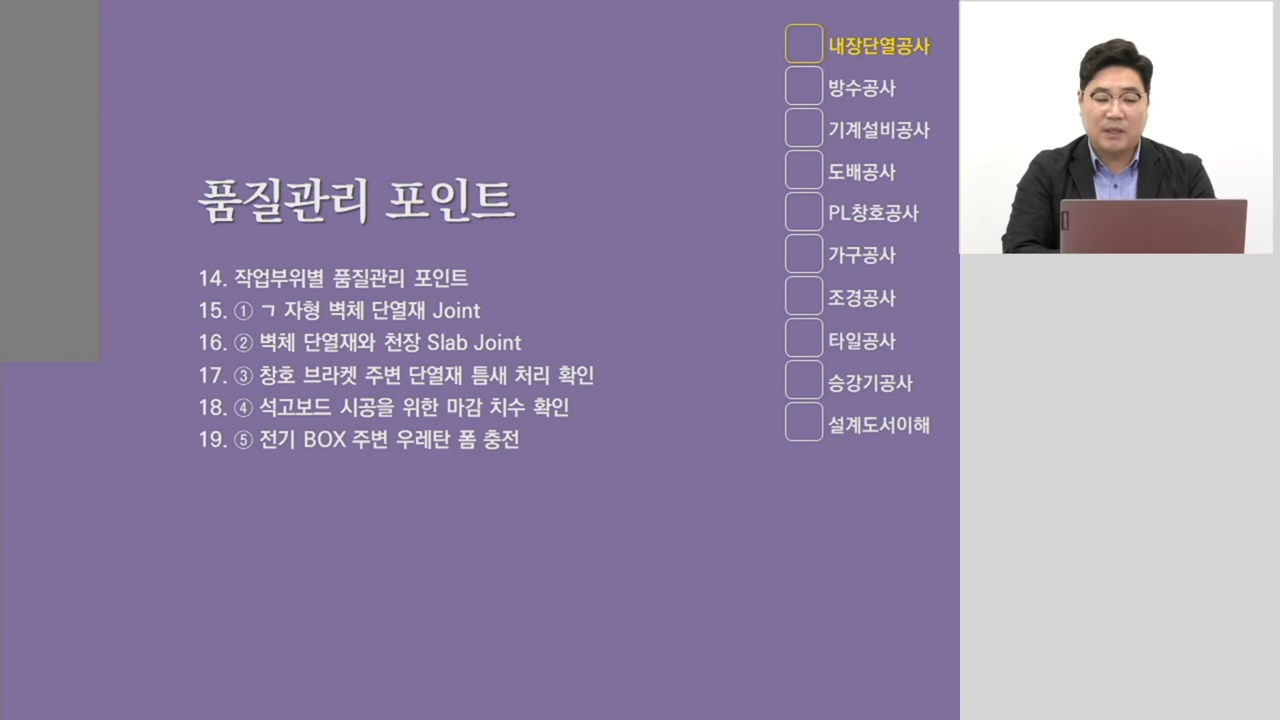 품질관리 포인트
14. 작업부위별 품질관리 포인트
15. ① ㄱ 자형 벽체 단열재 Joint
16. ② 벽체 단열재와 천장 Slab Joint
17. ③ 창호 브라켓 주변 단열재 틈새 처리 확인
18. ④ 석고보드 시공을 위한 마감 치수 확인
19. ⑤ 전기 BOX 주변 우레탄 폼 충전
내장단열공사
방수공사
기계설비공사
도배공사
PL창호공사
가구공사
조경공사
타일공사
승강기공사
설계도서이해